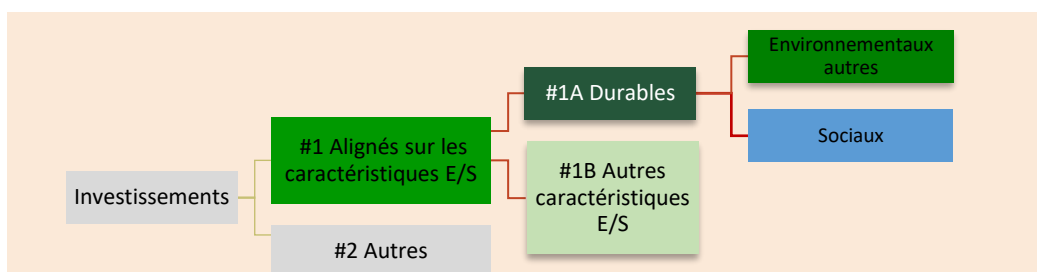 Environnementaux
autres
#1A Durables
Sociaux
#1 Alignés sur les
caractéristiques E/S
#1B Autres
caractéristiques
E/S
Investissements
#2 Autres